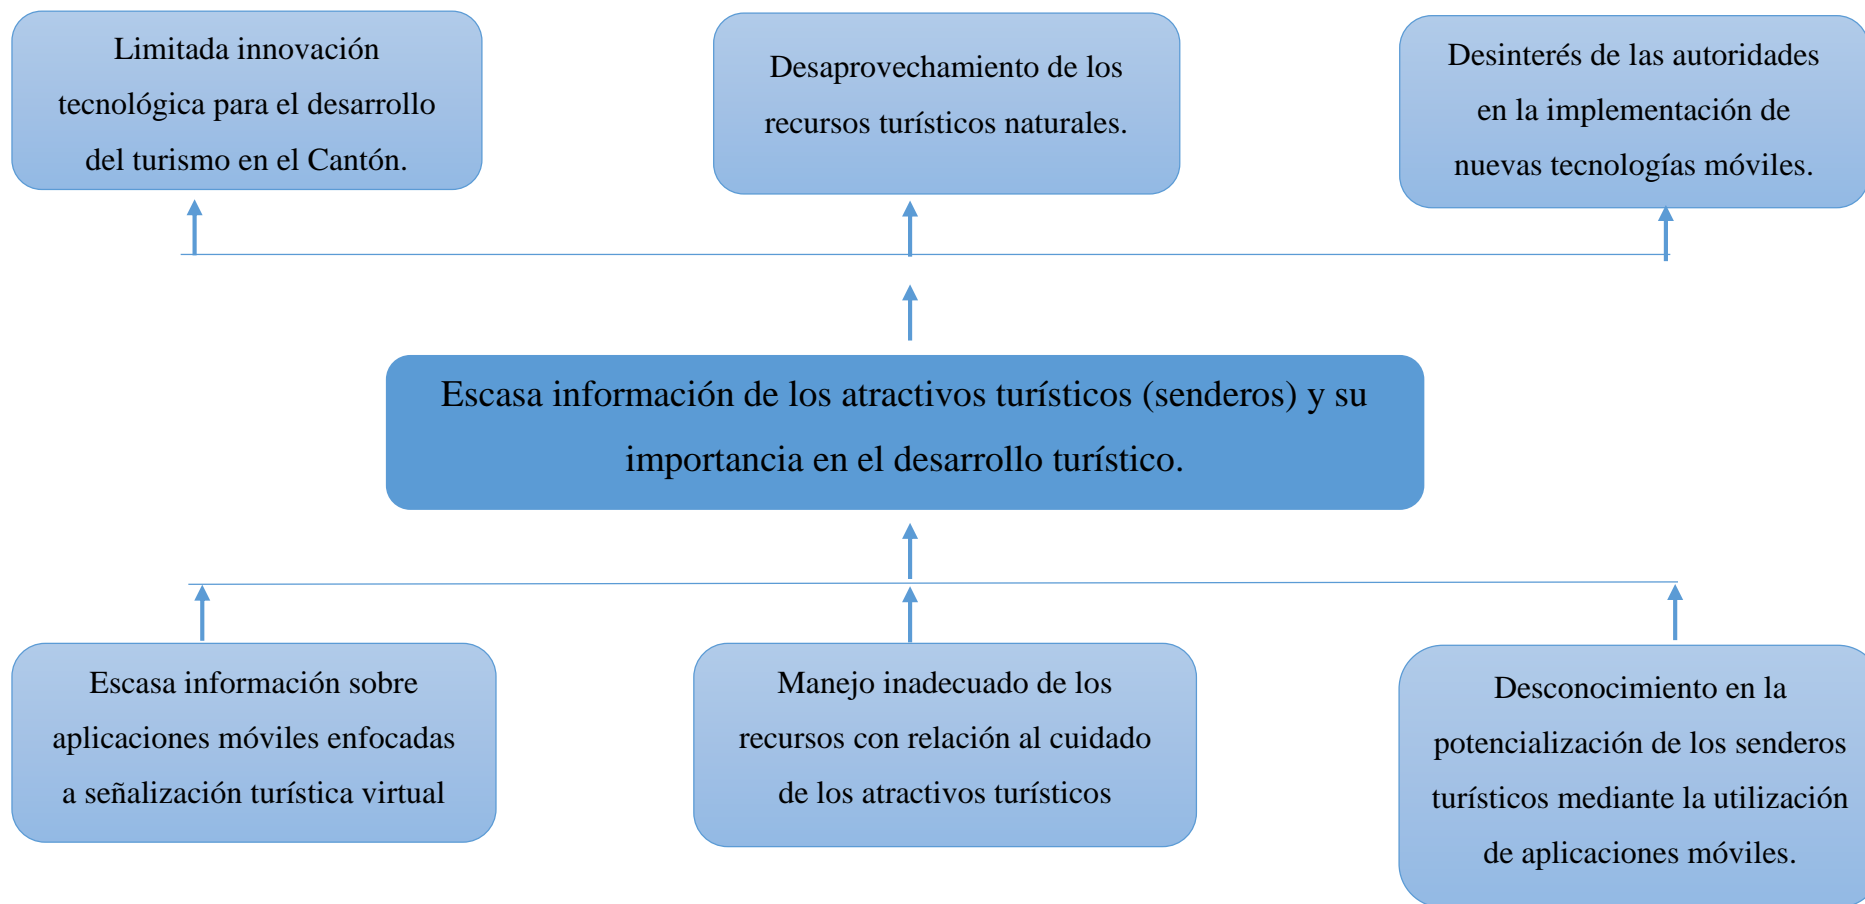 Limitada innovación
tecnológica para el desarrollo
del turismo en el Cantón.
Desaprovechamiento de los
recursos turísticos naturales.
Desinterés de las autoridades
en la implementación de
nuevas tecnologías móviles.
Escasa información de los atractivos turísticos (senderos) y su
importancia en el desarrollo turístico.
Escasa información sobre
aplicaciones móviles enfocadas
a señalización turística virtual
Manejo inadecuado de los
recursos con relación al cuidado
de los atractivos turísticos
Desconocimiento en la
potencialización de los senderos
turísticos mediante la utilización
de aplicaciones móviles.